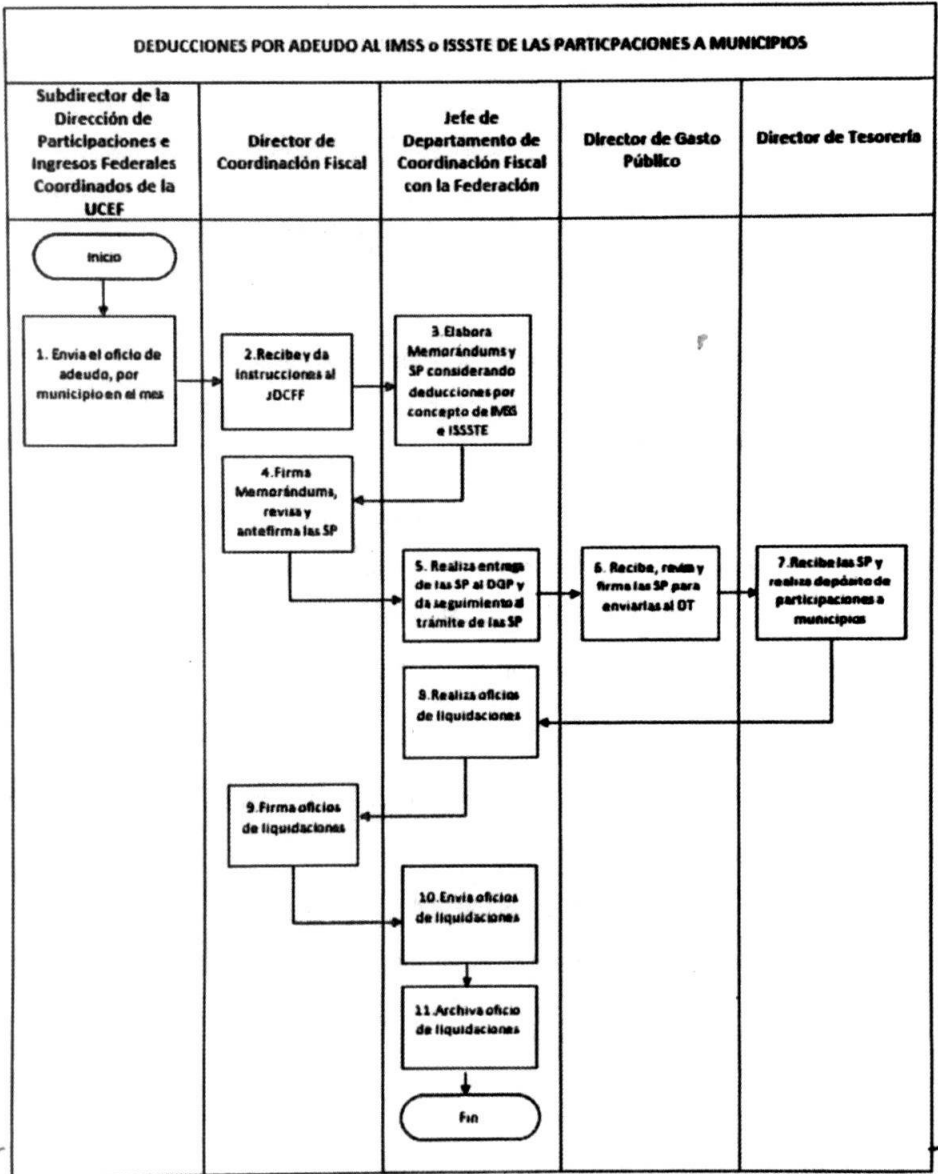 DEDUCCIONES POR ADEUDO AL IMSS o ISSSTE DE LAS PARTICPACIONES A MUNICIPIOS
Subdirector de la
Dirección de
Participaciones e
Ingresos Federales
Coordinados de la
UCEF
Director de
Coordinación Fiscal
Jefe de
Departamento de
Coordinación Fiscal
con la Federación
Director de Gasto
Público
Director de Tesorería
Inicio
1. Envia el oficio de
adeudo, por
municipio en el mes
2.Recibe y da
instrucciones al
JDCFF
3.Elabora
Memorándums y
SP considerando
deducciones por
concepto de IMSS
e ISSSTE
4.Firma
Memorándums,
revisa y
antefirma las SP
5. Realiza entrega
de las SP al DGP y
da seguimiento al
trámite de las SP
6. Recibe, revisa y
firma las SP para
enviarlas al DT
7.Recibe las SP y
realiza depósito de
participaciones a
municipios
8.Realiza oficios
de liquidaciones
9.Firma oficios
de liquidaciones
10.Envia oficios
de liquidaciones
11.Archiva oficio
de liquidaciones
Fin